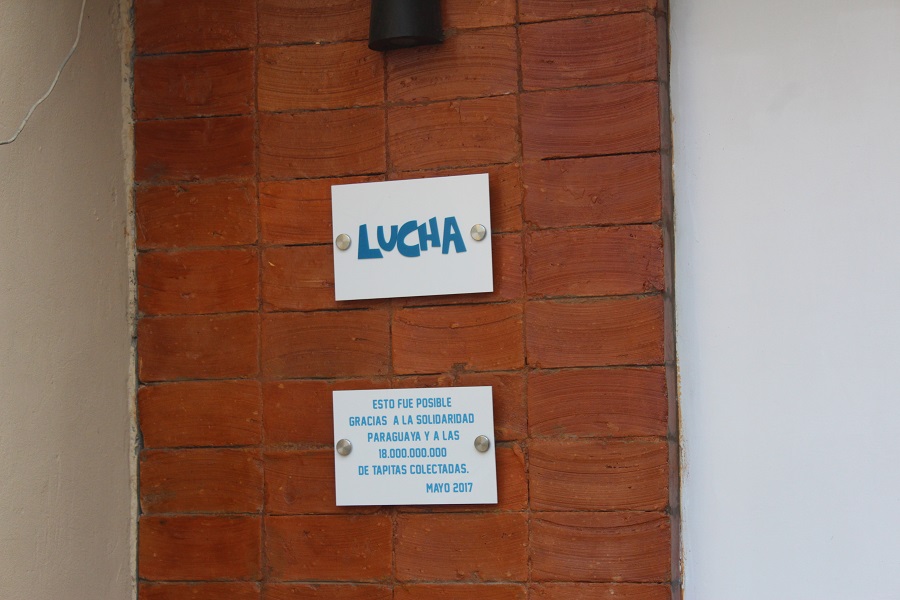 LUCHA
ESTO FUE POSIBLE
GRACIAS A LA SOLIDARIDAD
PARAGUAYA Y A LAS
18.000.000.000
DE TAPITAS COLECTADAS.
MAYO 2017